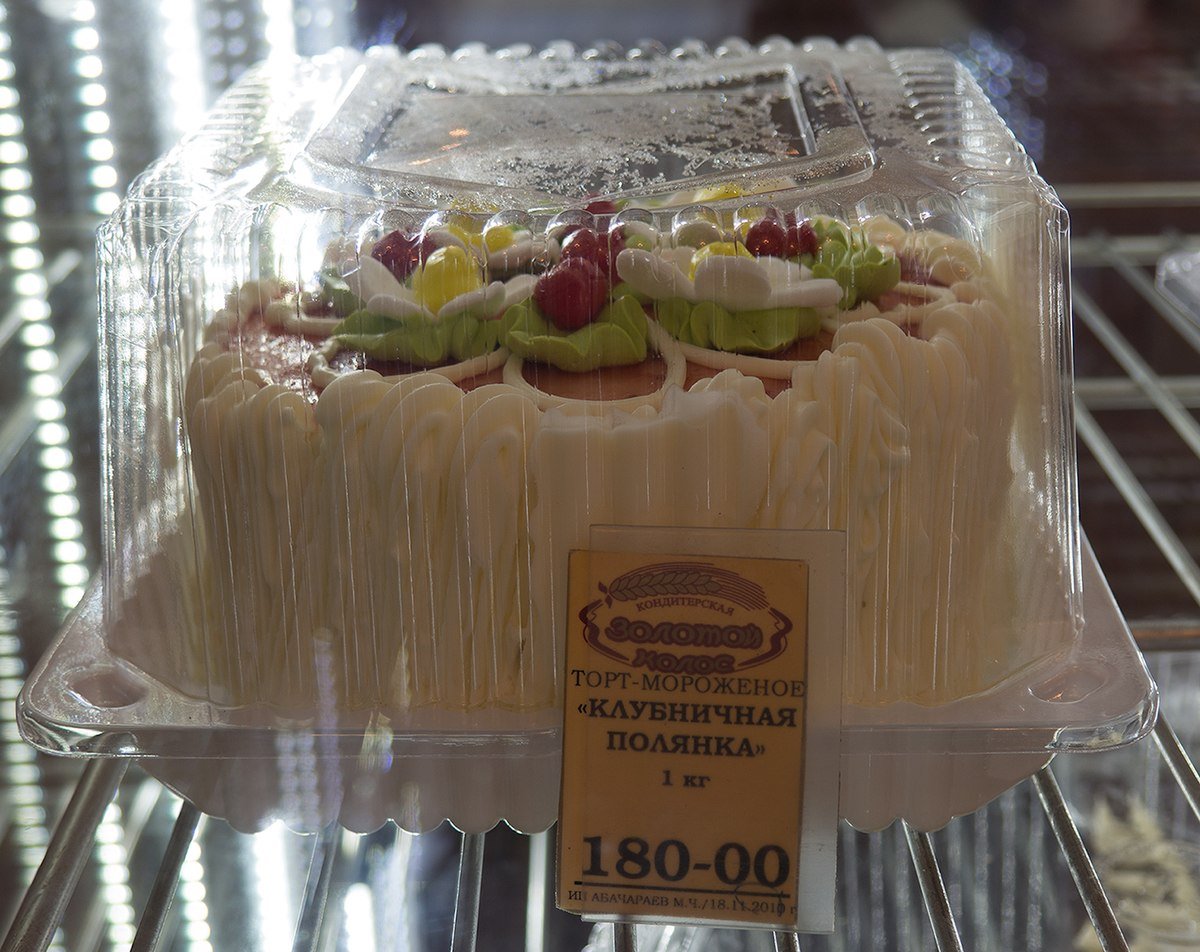 КОНДИТЕРСКАЯ
ЗОЛОТОЙ
КОЛОС
ТОРТ-МОРОЖЕНОЕ
«КЛУБНИЧНАЯ
ПОЛЯНКА»
1 кг
180-00
ИП АБАЧАРАЕВ М.Ч./18.11.2010 г